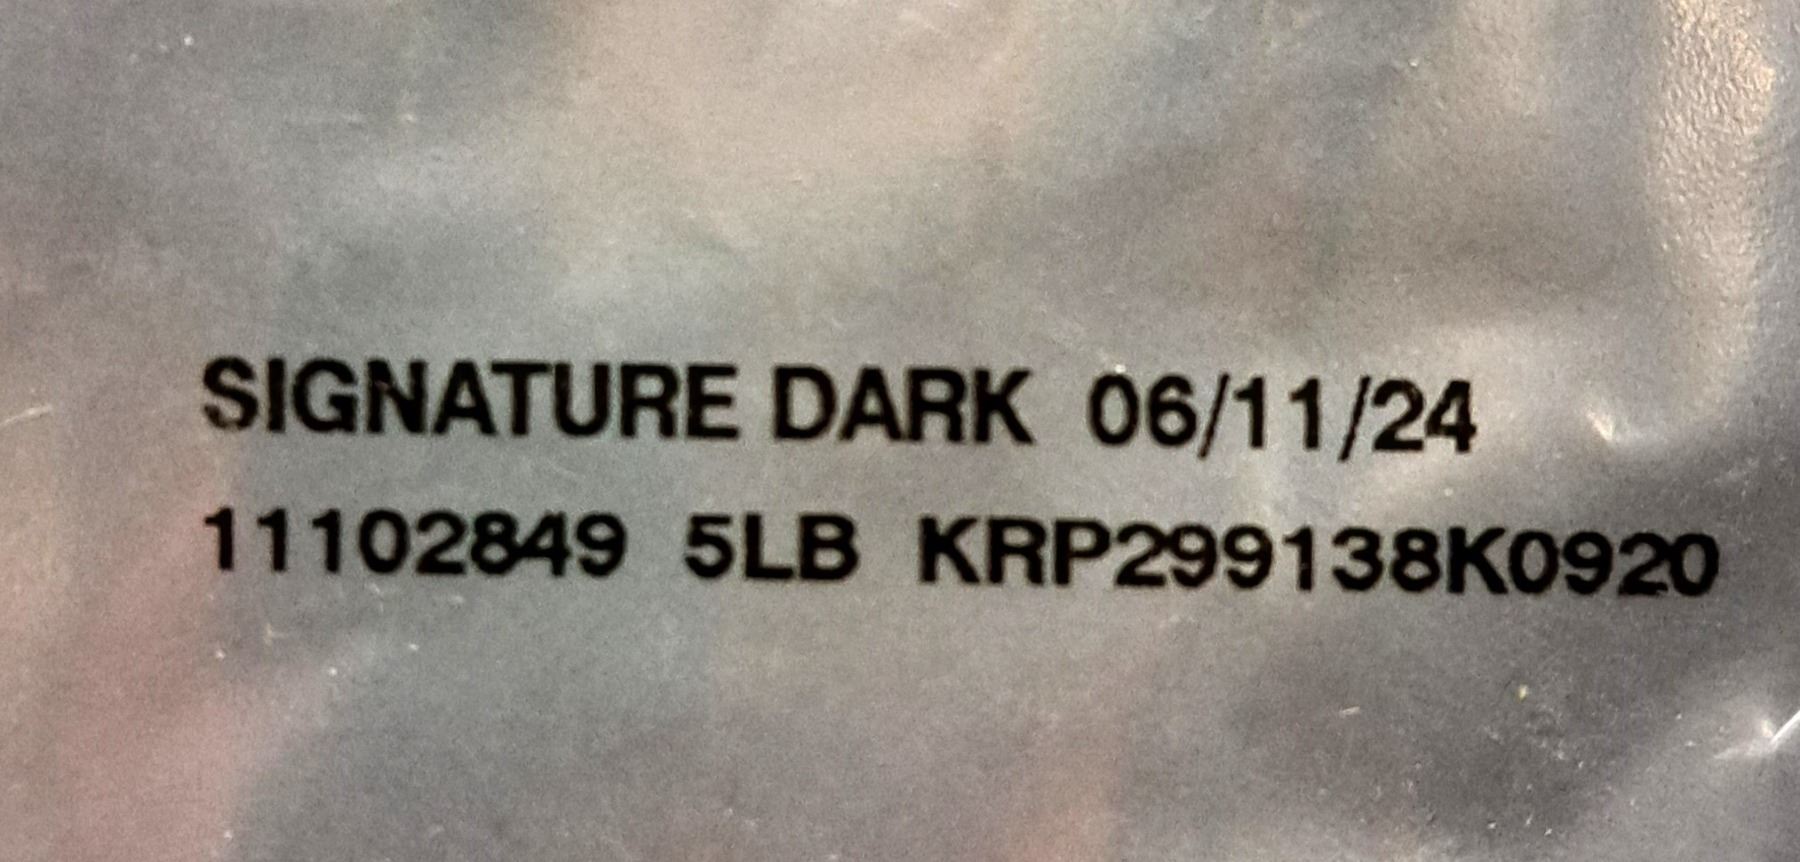 SIGNATURE DARK 06/11/24
11102849 5LB KRP299138K0920